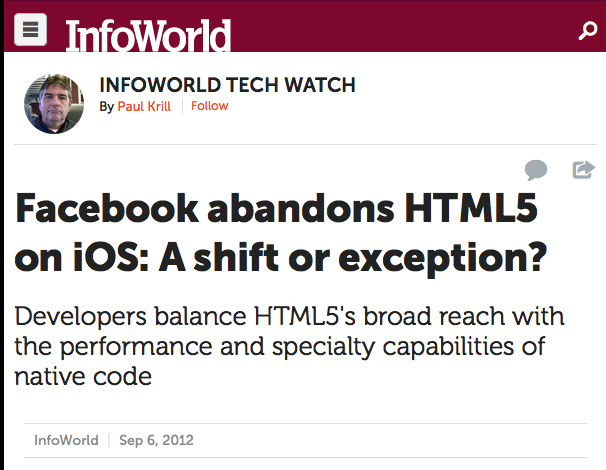 InfoWorld
INFOWORLD TECH WATCH
By Paul Krill | Follow
Facebook abandons HTML5
on iOS: A shift or exception?
Developers balance HTML5's broad reach with
the performance and specialty capabilities of
native code
InfoWorld | Sep 6, 2012